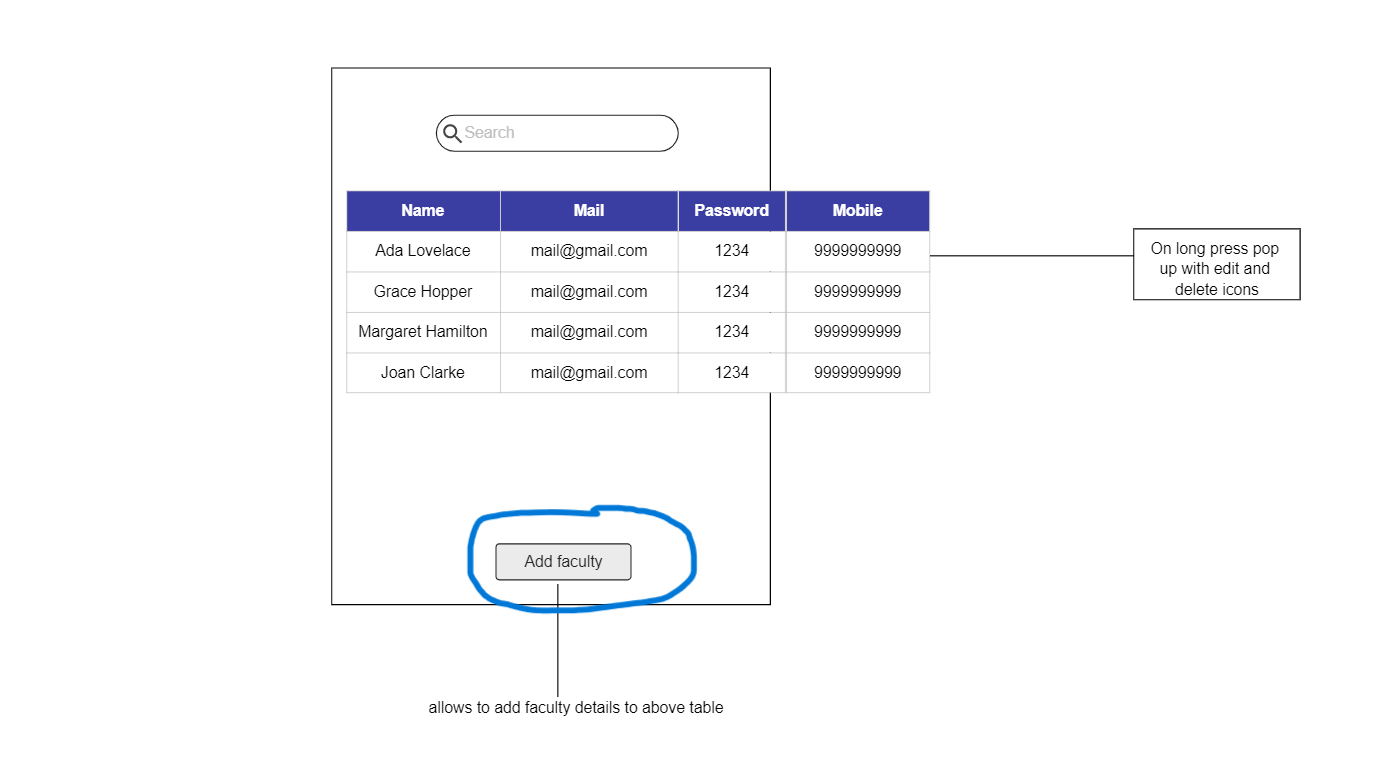 Search
Name Mail Password Mobile
Ada Lovelace mail@gmail.com 1234 9999999999
Grace Hopper mail@gmail.com 1234 9999999999
Margaret Hamilton mail@gmail.com 1234 9999999999
Joan Clarke mail@gmail.com 1234 9999999999
On long press pop
up with edit and
delete icons
Add faculty
allows to add faculty details to above table